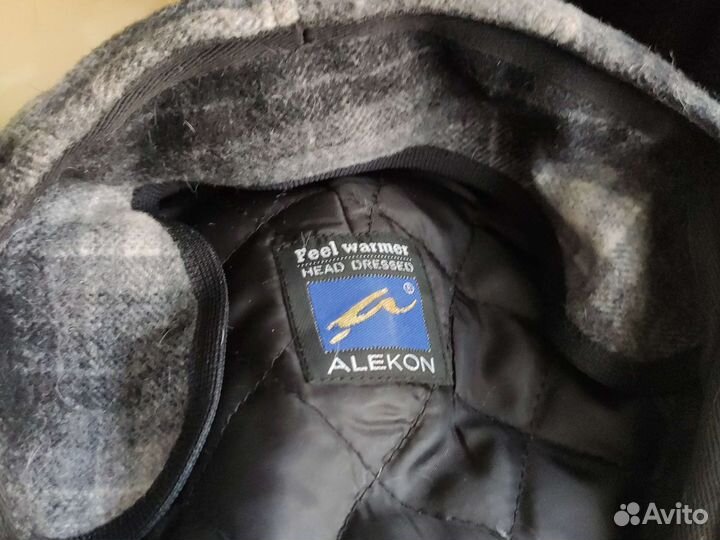 Feel warmer
HEAD DRESSED
®
ALEKON
Avito